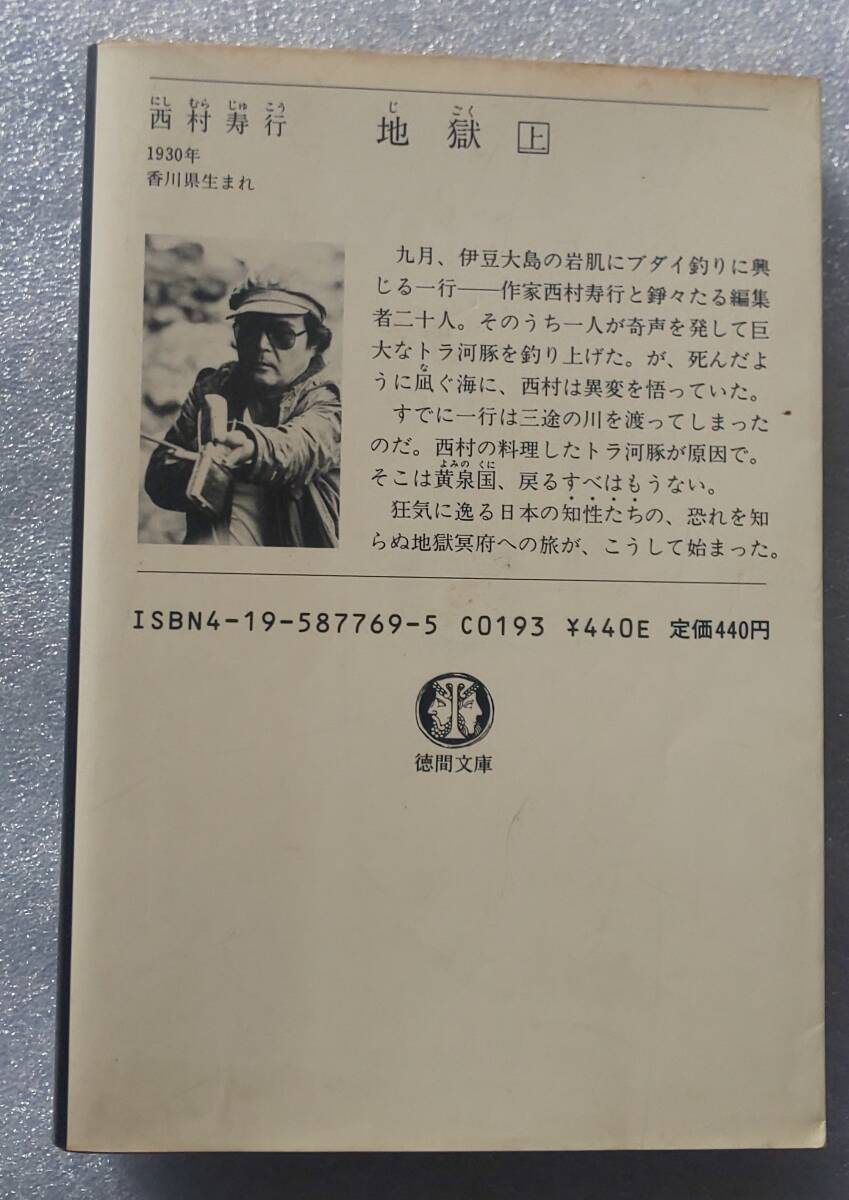 西村寿行 地獄 上
にし むら じゅ こう じ ごく
1930年
香川県生まれ
九月、伊豆大島の岩肌にブダイ釣りに興
じる一行――作家西村寿行と錚々たる編集
者二十人。そのうち一人が奇声を発して巨
大なトラ河豚を釣り上げた。が、死んだよ
な
うに凪ぐ海に、西村は異変を悟っていた。
すでに一行は三途の川を渡ってしまった
のだ。西村の料理したトラ河豚が原因で。
よみの くに
そこは黄泉国、戻るすべはもうない。
狂気に逸る日本の知性たちの、恐れを知
らぬ地獄冥府への旅が、こうして始まった。
ISBN4-19-587769-5 C0193 ¥440E 定価440円
徳間文庫